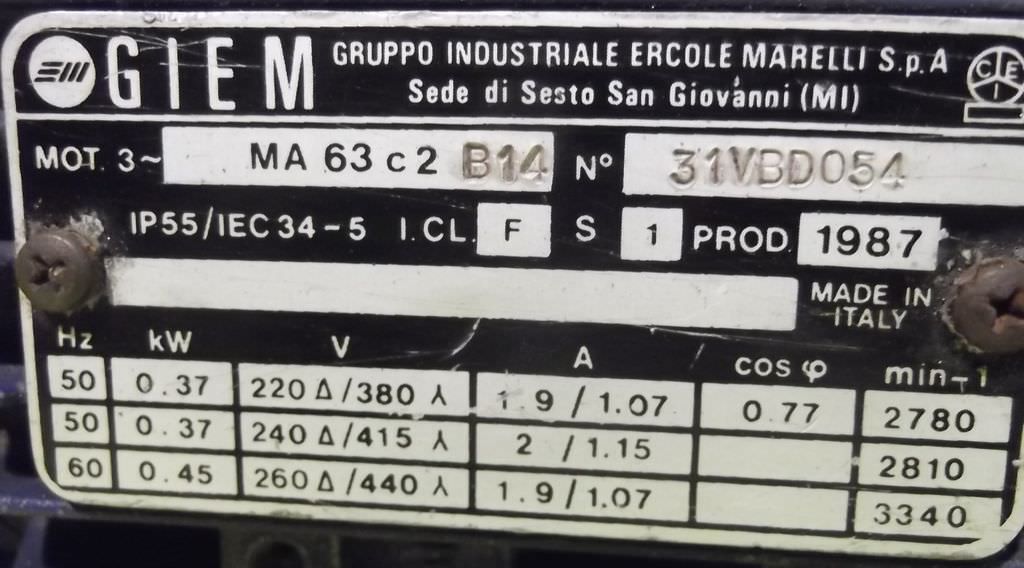 GIEM GRUPPO INDUSTRIALE ERCOLE MARELLI S.p.A
Sede di Sesto San Giovanni (MI)
CEI
MOT. 3~ MA 63 c 2 B14 N° 31VBD054
IP55/IEC 34-5 I.CL. F S 1 PROD. 1987
MADE IN
ITALY
Hz kW V A cos φ min-1
50 0.37 220 Δ/380 ⅄ 1.9/1.07 0.77 2780
50 0.37 240 Δ/415 ⅄ 2/1.15 2810
60 0.45 260 Δ/440 ⅄ 1.9/1.07 3340